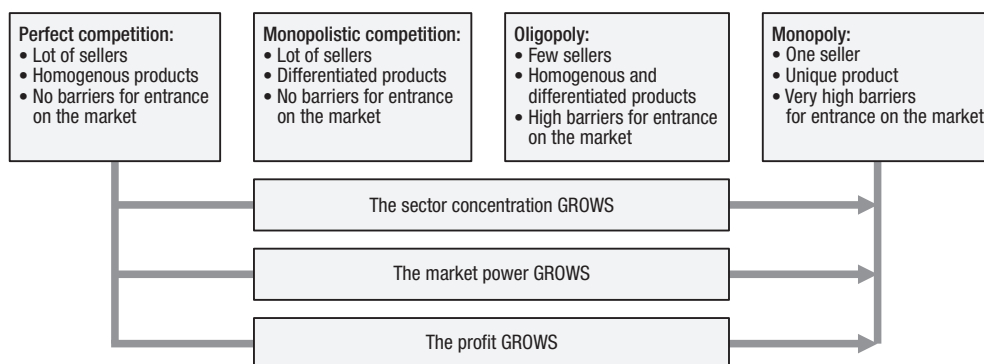 Perfect competition:
• Lot of sellers
• Homogenous products
• No barriers for entrance
on the market
Monopolistic competition:
• Lot of sellers
• Differentiated products
• No barriers for entrance
on the market
Oligopoly:
• Few sellers
• Homogenous and
differentiated products
• High barriers for entrance
on the market
Monopoly:
• One seller
• Unique product
• Very high barriers
for entrance on the market
The sector concentration GROWS
The market power GROWS
The profit GROWS